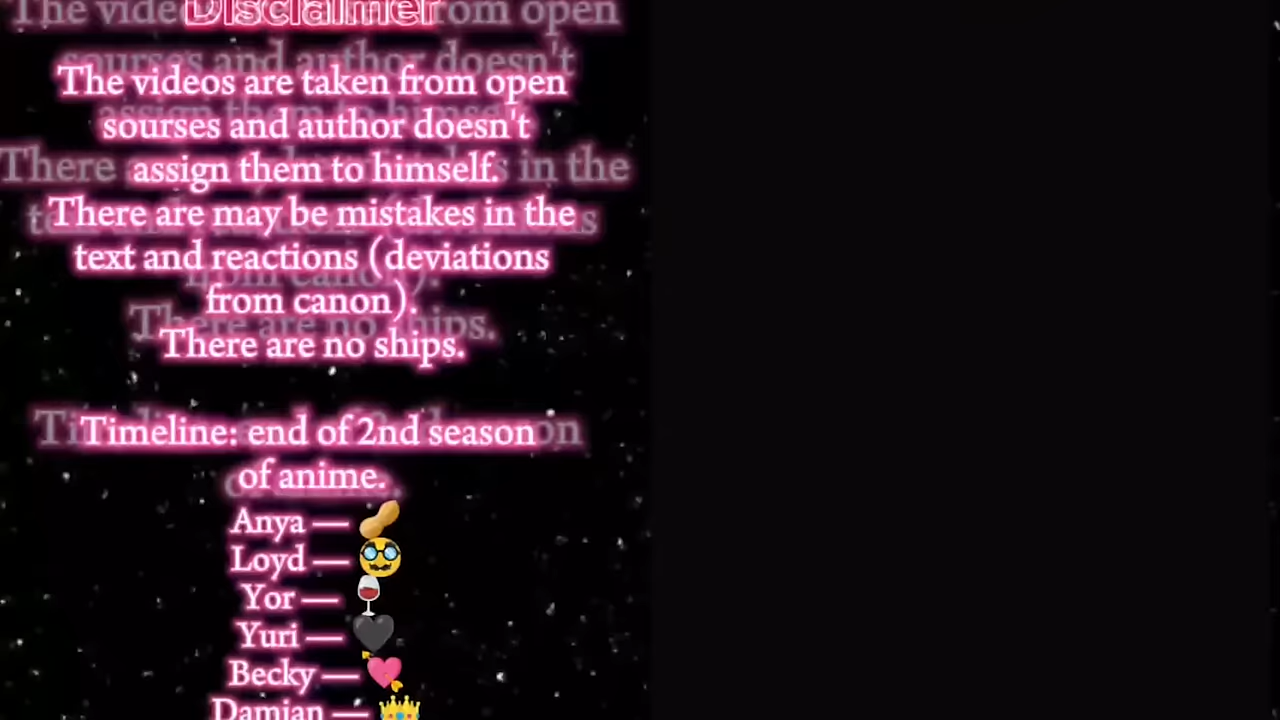 Disclaimer
The videos are taken from open
sourses and author doesn't
assign them to himself.
There are may be mistakes in the
text and reactions (deviations
from canon).
There are no ships.
Timeline: end of 2nd season
of anime.
Anya — 🥜
Loyd — 🥸
Yor — 🍷
Yuri — 🖤
Becky — 💘
Damian — 👑